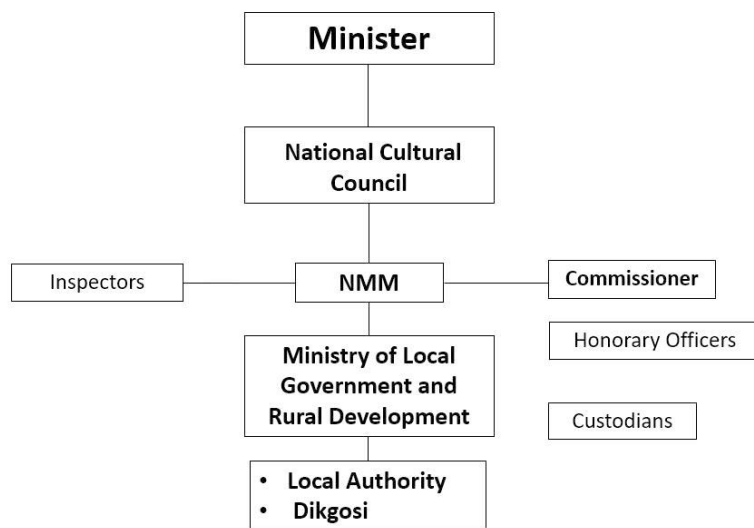 Minister
National Cultural
Council
Inspectors
NMM
Commissioner
Ministry of Local
Government and
Rural Development
Honorary Officers
Custodians
• Local Authority
• Dikgosi